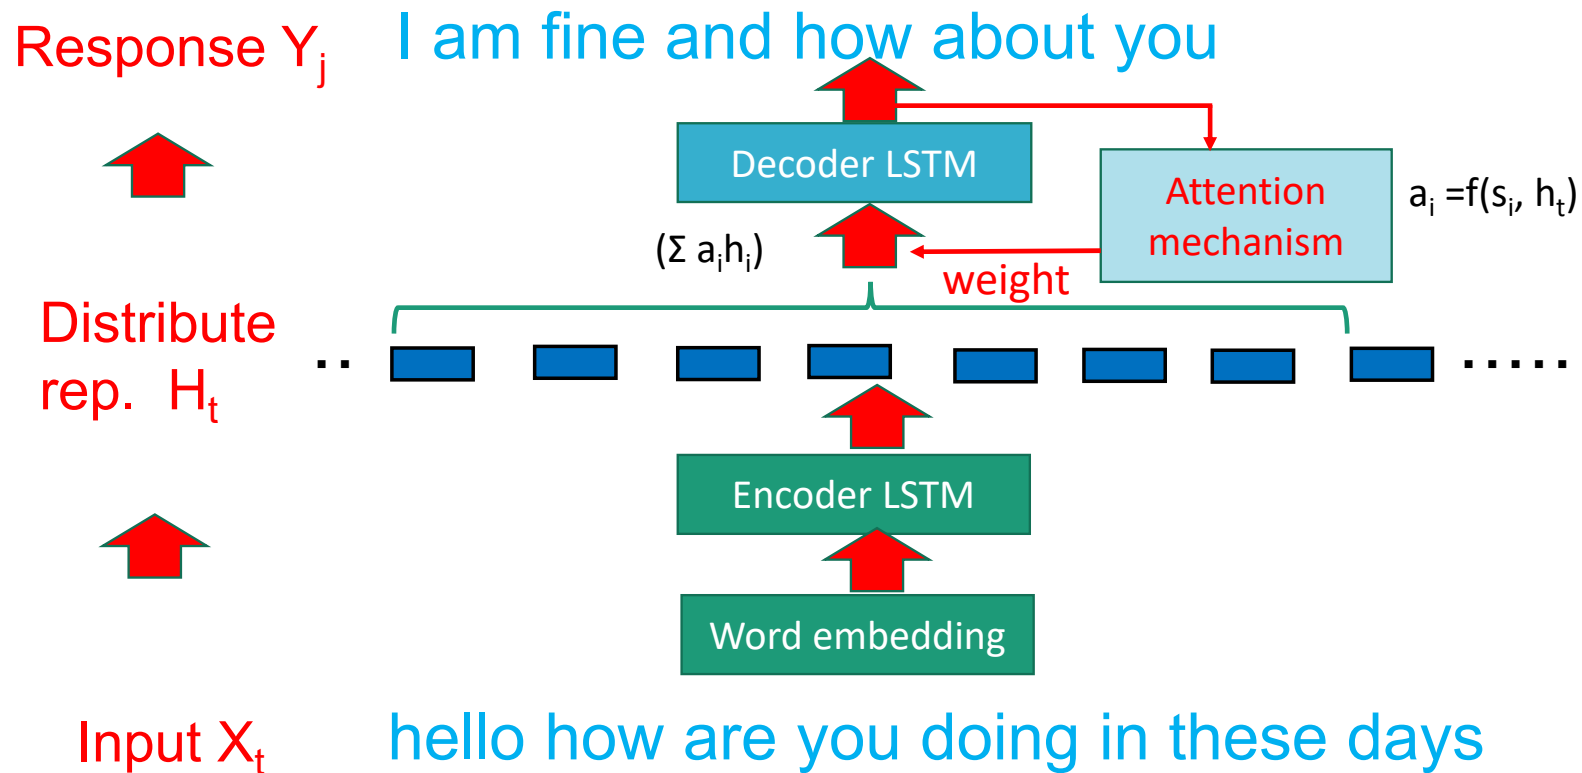 Response Yj
I am fine and how about you
Decoder LSTM
Attention
mechanism
ai =f(si, ht)
(Σ aihi)
weight
Distribute
rep. Ht
.. .....
Encoder LSTM
Word embedding
Input Xt
hello how are you doing in these days